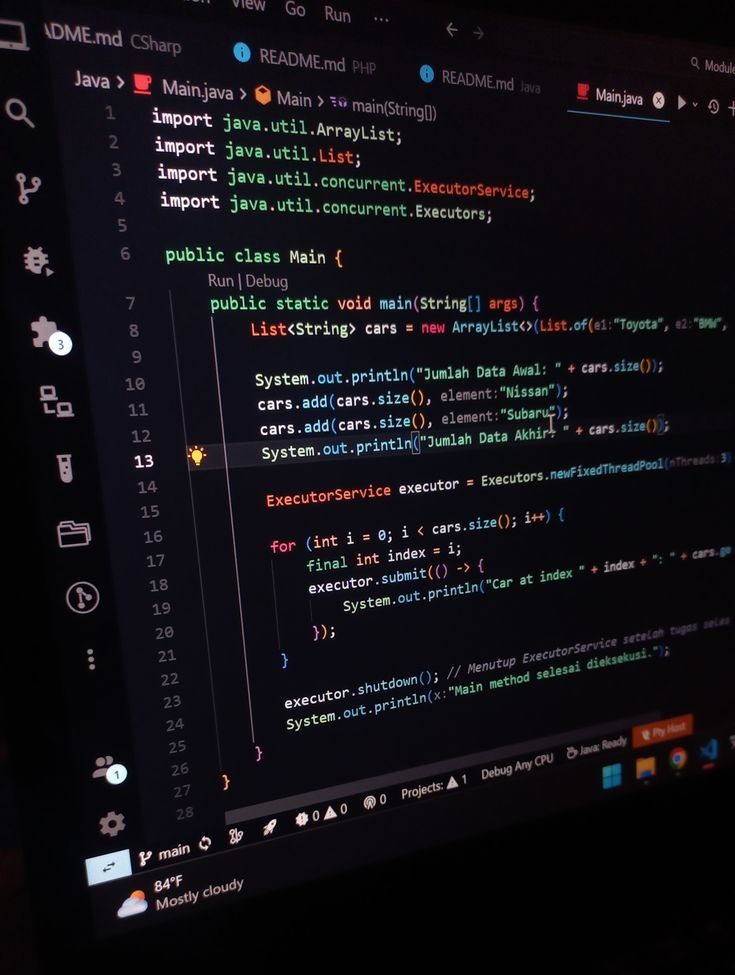 View Go Run ...
README.md CSharp
README.md PHP
README.md Java
Main.java
Module
Java > Main.java > Main > main(String[])
1 import java.util.ArrayList;
2 import java.util.List;
3 import java.util.concurrent.ExecutorService;
4 import java.util.concurrent.Executors;
5
6 public class Main {
Run | Debug
7 public static void main(String[] args) {
8 List<String> cars = new ArrayList<>(List.of(e1:"Toyota", e2:"BMW",
9
10 System.out.println("Jumlah Data Awal: " + cars.size());
11 cars.add(cars.size(), element:"Nissan");
12 cars.add(cars.size(), element:"Subaru");
13 System.out.println("Jumlah Data Akhir: " + cars.size());
14
15 ExecutorService executor = Executors.newFixedThreadPool(nThreads:3)
16
17 for (int i = 0; i < cars.size(); i++) {
18 final int index = i;
19 executor.submit(() -> {
20 System.out.println("Car at index " + index + ": " + cars.ge
21 });
22 }
23
24 executor.shutdown(); // Menutup ExecutorService setelah tugas seles
25 System.out.println(x:"Main method selesai dieksekusi.");
26 }
27 }
28
3
1
main 0 0 0 Projects: 1 Debug Any CPU Java: Ready
84°F
Mostly cloudy